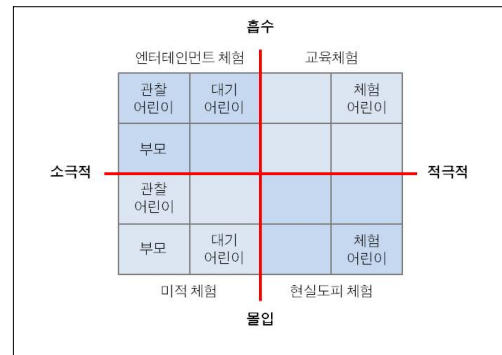 흡수
엔터테인먼트 체험
교육체험
관찰
어린이
대기
어린이
체험
어린이
부모
소극적
적극적
관찰
어린이
부모
대기
어린이
체험
어린이
미적 체험
현실도피 체험
몰입